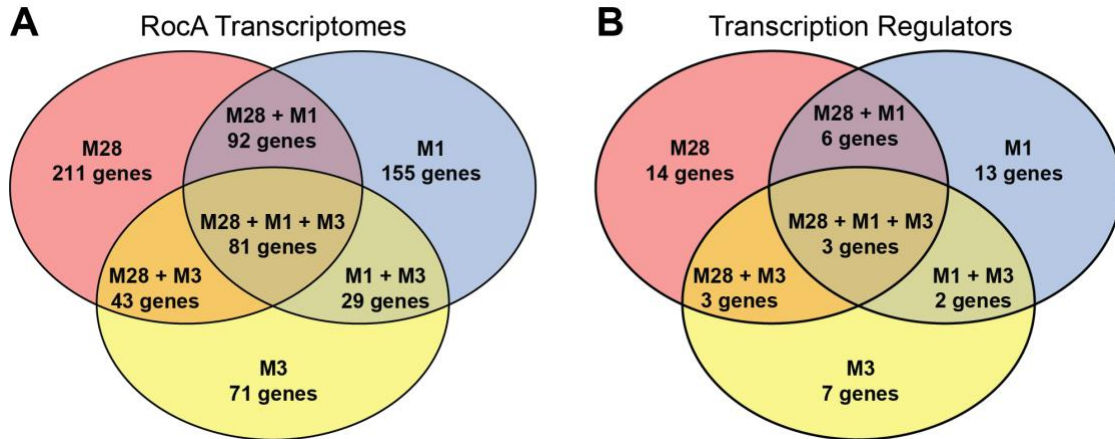 A
RocA Transcriptomes
M28 + M1
92 genes
M28
211 genes
M1
155 genes
M28 + M1 + M3
81 genes
M28 + M3
43 genes
M1 + M3
29 genes
M3
71 genes
B
Transcription Regulators
M28 + M1
6 genes
M28
14 genes
M1
13 genes
M28 + M1 + M3
3 genes
M28 + M3
3 genes
M1 + M3
2 genes
M3
7 genes